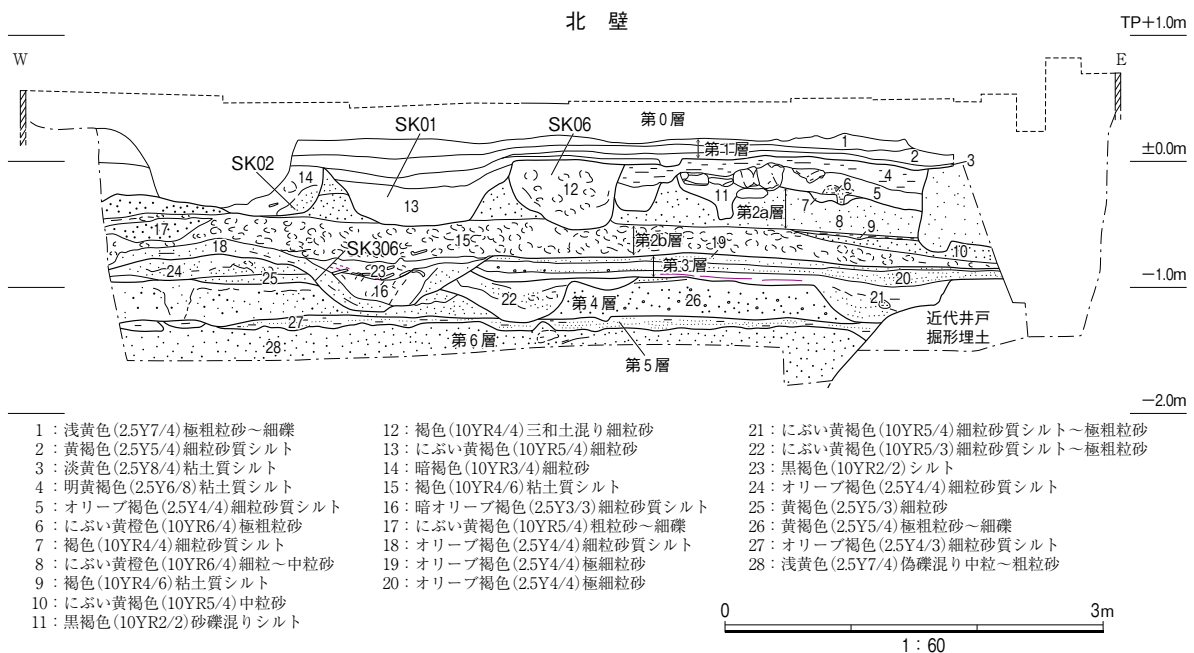 北 壁
TP+1.0m
W
E
第0層
SK01
SK06
第1層
1
2
3
±0.0m
SK02
14
4
12
6
5
13
11
7
第2a層
8
9
17
15
第2b層
19
10
18
SK306
24
25
23
第3層
20
−1.0m
16
22
第4層
26
21
近代井戸
掘形埋土
27
28
第6層
第5層
−2.0m
1：浅黄色(2.5Y7/4)極粗粒砂～細礫
2：黄褐色(2.5Y5/4)細粒砂質シルト
3：淡黄色(2.5Y8/4)粘土質シルト
4：明黄褐色(2.5Y6/8)粘土質シルト
5：オリーブ褐色(2.5Y4/4)細粒砂質シルト
6：にぶい黄橙色(10YR6/4)極粗粒砂
7：褐色(10YR4/4)細粒砂質シルト
8：にぶい黄橙色(10YR6/4)細粒～中粒砂
9：褐色(10YR4/6)粘土質シルト
10：にぶい黄褐色(10YR5/4)中粒砂
11：黒褐色(10YR2/2)砂礫混りシルト
12：褐色(10YR4/4)三和土混り細粒砂
13：にぶい黄褐色(10YR5/4)細粒砂
14：暗褐色(10YR3/4)細粒砂
15：褐色(10YR4/6)粘土質シルト
16：暗オリーブ褐色(2.5Y3/3)細粒砂質シルト
17：にぶい黄褐色(10YR5/4)粗粒砂～細礫
18：オリーブ褐色(2.5Y4/4)細粒砂質シルト
19：オリーブ褐色(2.5Y4/4)極細粒砂
20：オリーブ褐色(2.5Y4/4)極細粒砂
21：にぶい黄褐色(10YR5/4)細粒砂質シルト～極粗粒砂
22：にぶい黄褐色(10YR5/3)細粒砂質シルト～極粗粒砂
23：黒褐色(10YR2/2)シルト
24：オリーブ褐色(2.5Y4/4)細粒砂質シルト
25：黄褐色(2.5Y5/3)細粒砂
26：黄褐色(2.5Y5/4)極粗粒砂～細礫
27：オリーブ褐色(2.5Y4/3)細粒砂質シルト
28：浅黄色(2.5Y7/4)偽礫混り中粒～粗粒砂
0
3m
1：60